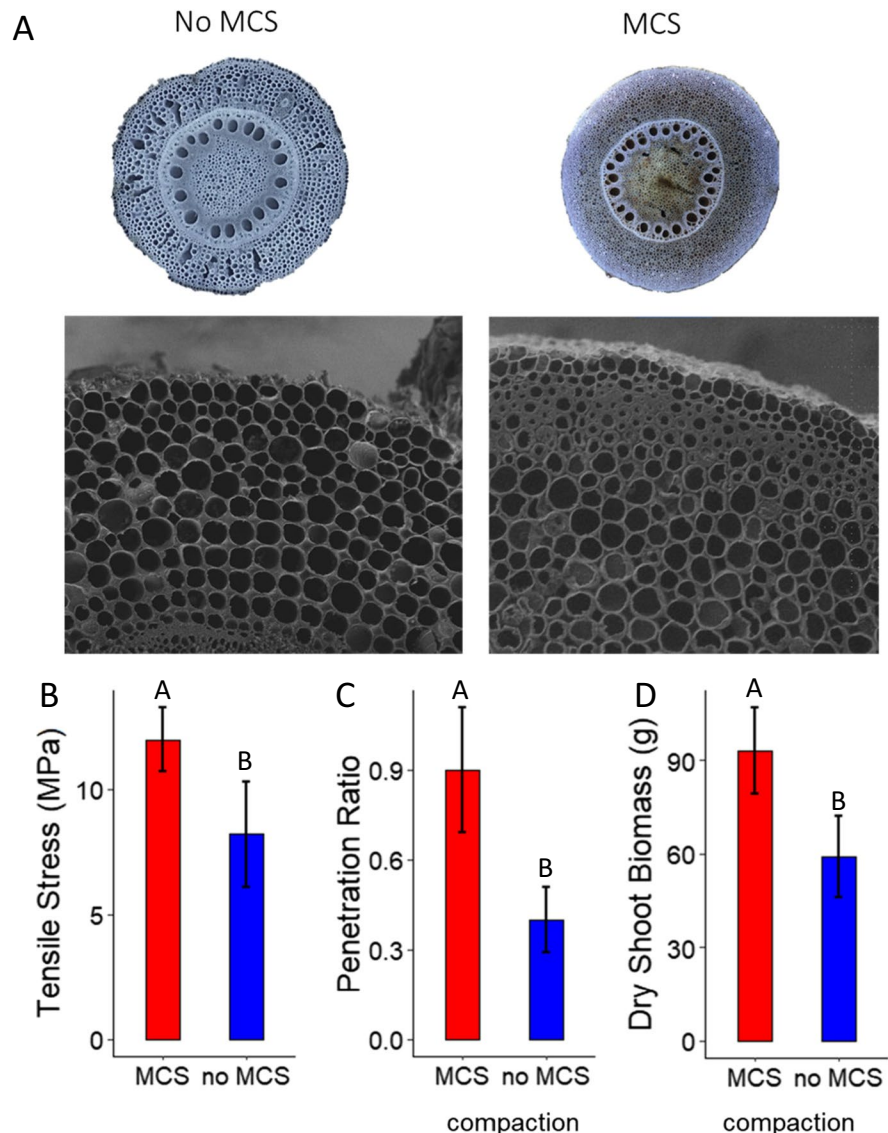 A
No MCS
MCS
B
Tensile Stress (MPa)
10
5
0
A
B
MCS
no MCS
C
Penetration Ratio
0.9
0.6
0.3
0.0
A
B
MCS
no MCS
compaction
D
Dry Shoot Biomass (g)
90
60
30
0
A
B
MCS
no MCS
compaction